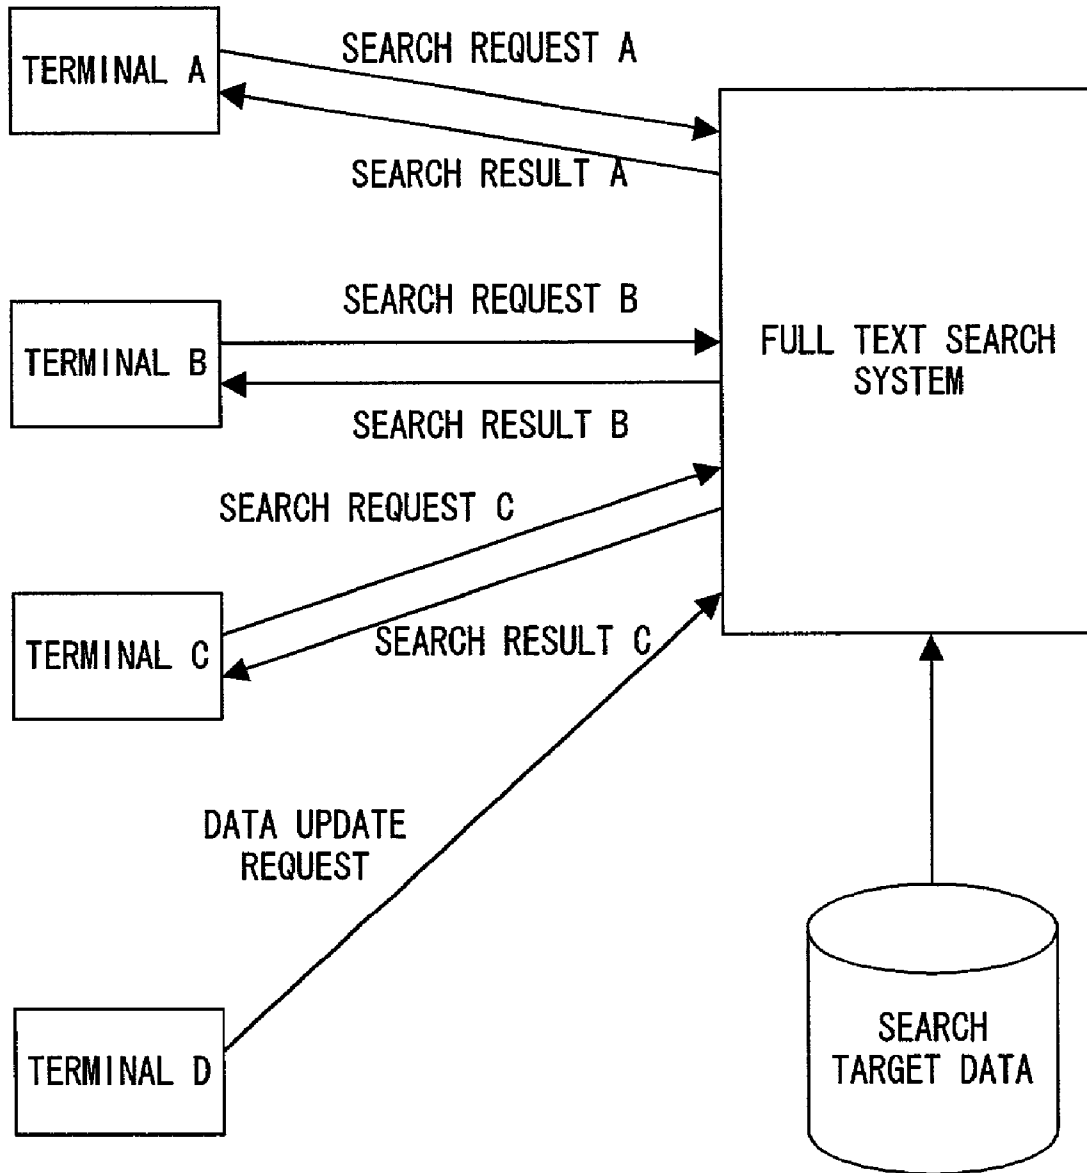 SEARCH REQUEST A
TERMINAL A
SEARCH RESULT A
SEARCH REQUEST B
TERMINAL B
FULL TEXT SEARCH
SYSTEM
SEARCH RESULT B
SEARCH REQUEST C
TERMINAL C
SEARCH RESULT C
DATA UPDATE
REQUEST
TERMINAL D
SEARCH
TARGET DATA